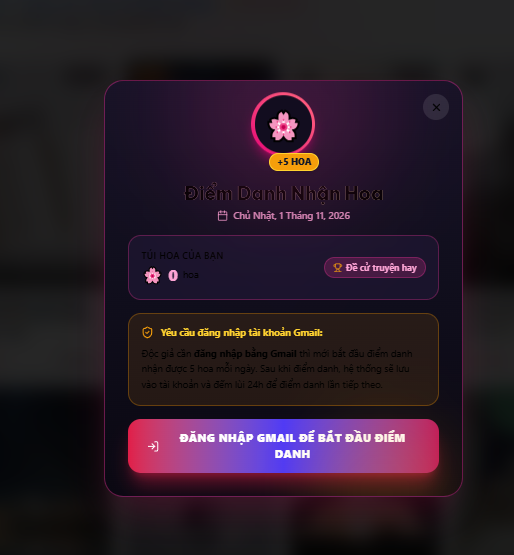 +5 HOA
Điểm Danh Nhận Hoa
Chủ Nhật, 1 Tháng 11, 2026
TÚI HOA CỦA BẠN
0 hoa
Đề cử truyện hay
Yêu cầu đăng nhập tài khoản Gmail:
Độc giả cần đăng nhập bằng Gmail thì mới bắt đầu điểm danh
nhận được 5 hoa mỗi ngày. Sau khi điểm danh, hệ thống sẽ lưu
vào tài khoản và đếm lùi 24h để điểm danh lần tiếp theo.
ĐĂNG NHẬP GMAIL ĐỂ BẮT ĐẦU ĐIỂM
DANH